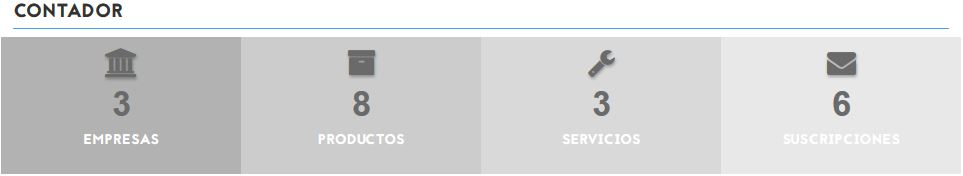 CONTADOR
3
EMPRESAS
8
PRODUCTOS
3
SERVICIOS
6
SUSCRIPCIONES